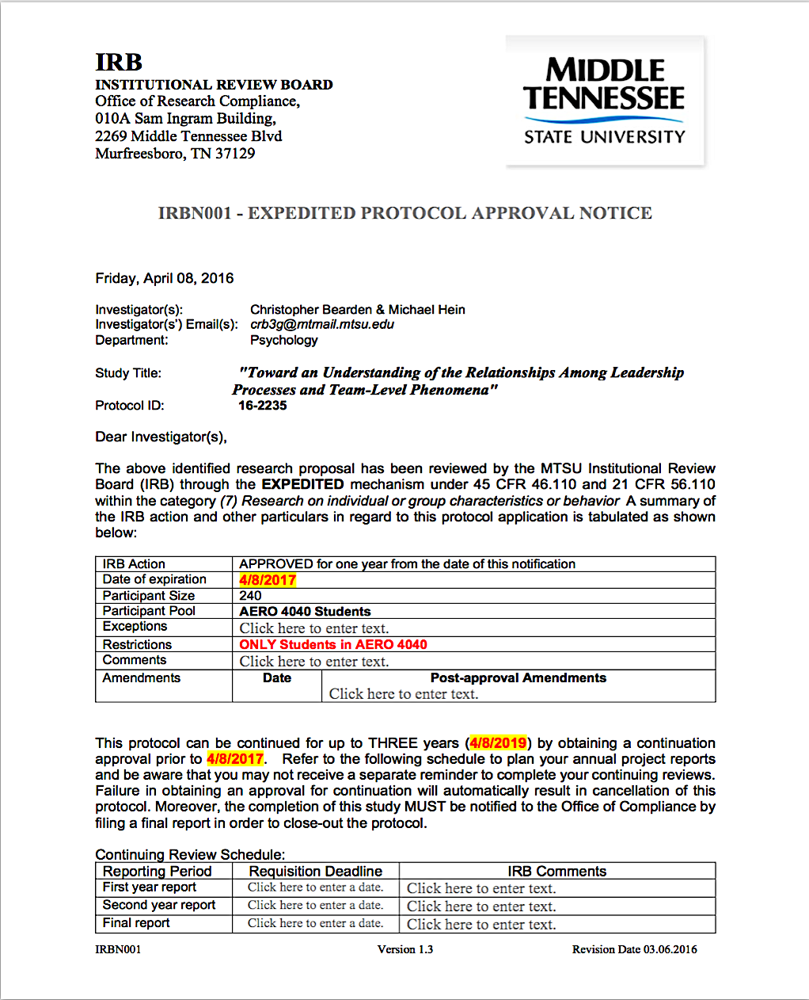 IRB
INSTITUTIONAL REVIEW BOARD
Office of Research Compliance,
010A Sam Ingram Building,
2269 Middle Tennessee Blvd
Murfreesboro, TN 37129
MIDDLE
TENNESSEE
STATE UNIVERSITY
IRBN001 - EXPEDITED PROTOCOL APPROVAL NOTICE
Friday, April 08, 2016
Investigator(s): Christopher Bearden & Michael Hein
Investigator(s') Email(s): crb3g@mtmail.mtsu.edu
Department: Psychology
Study Title: "Toward an Understanding of the Relationships Among Leadership
Processes and Team-Level Phenomena"
Protocol ID: 16-2235
Dear Investigator(s),
The above identified research proposal has been reviewed by the MTSU Institutional Review
Board (IRB) through the EXPEDITED mechanism under 45 CFR 46.110 and 21 CFR 56.110
within the category (7) Research on individual or group characteristics or behavior A summary of
the IRB action and other particulars in regard to this protocol application is tabulated as shown
below:
IRB Action APPROVED for one year from the date of this notification
Date of expiration 4/8/2017
Participant Size 240
Participant Pool AERO 4040 Students
Exceptions Click here to enter text.
Restrictions ONLY Students in AERO 4040
Comments Click here to enter text.
Amendments Date Post-approval Amendments
Click here to enter text.
This protocol can be continued for up to THREE years (4/8/2019) by obtaining a continuation
approval prior to 4/8/2017. Refer to the following schedule to plan your annual project reports
and be aware that you may not receive a separate reminder to complete your continuing reviews.
Failure in obtaining an approval for continuation will automatically result in cancellation of this
protocol. Moreover, the completion of this study MUST be notified to the Office of Compliance by
filing a final report in order to close-out the protocol.
Continuing Review Schedule:
Reporting Period Requisition Deadline IRB Comments
First year report Click here to enter a date. Click here to enter text.
Second year report Click here to enter a date. Click here to enter text.
Final report Click here to enter a date. Click here to enter text.
IRBN001 Version 1.3 Revision Date 03.06.2016